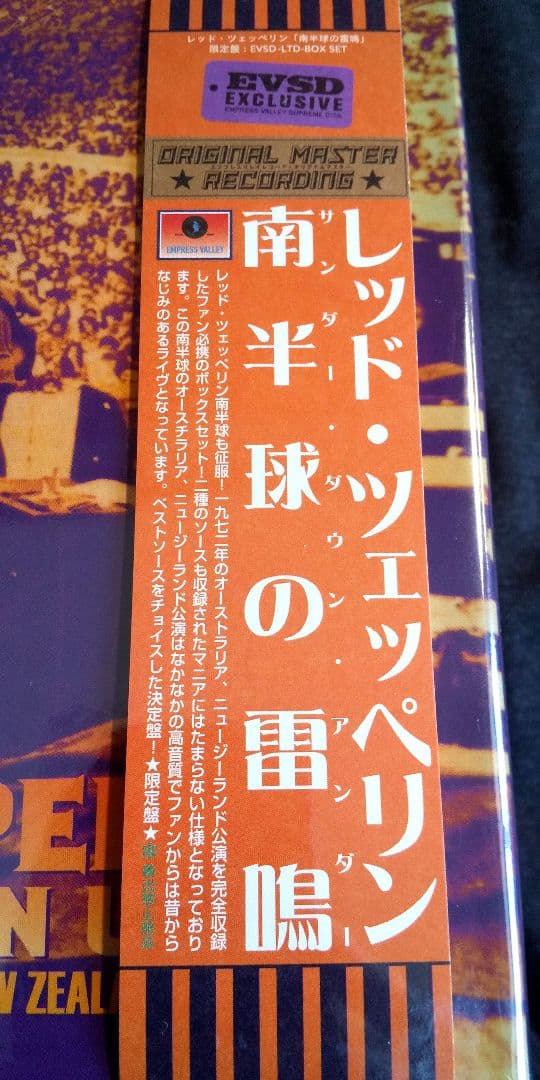 レッド・ツェッペリン「南半球の雷鳴」
限定盤：EVSD-LTD-BOX SET
EVSD
EXCLUSIVE
EMPRESS VALLEY SUPREME DISK
ORIGINAL MASTER
RECORDING
EMPRESS VALLEY
レッド・ツェッペリン
サンダー・ダウン・アンダー
南半球の雷鳴
レッド・ツェッペリン南半球も征服！一九七二年のオーストラリア、ニュージーランド公演を完全収録
したファン必携のボックスセット！二種のソースも収録されたマニアにはたまらない仕様となっており
ます。この南半球のオースチラリア、ニュージーランド公演はなかなかの高音質でファンからは昔から
なじみのあるライヴとなっています。ベストソースをチョイスした決定盤！★限定盤★